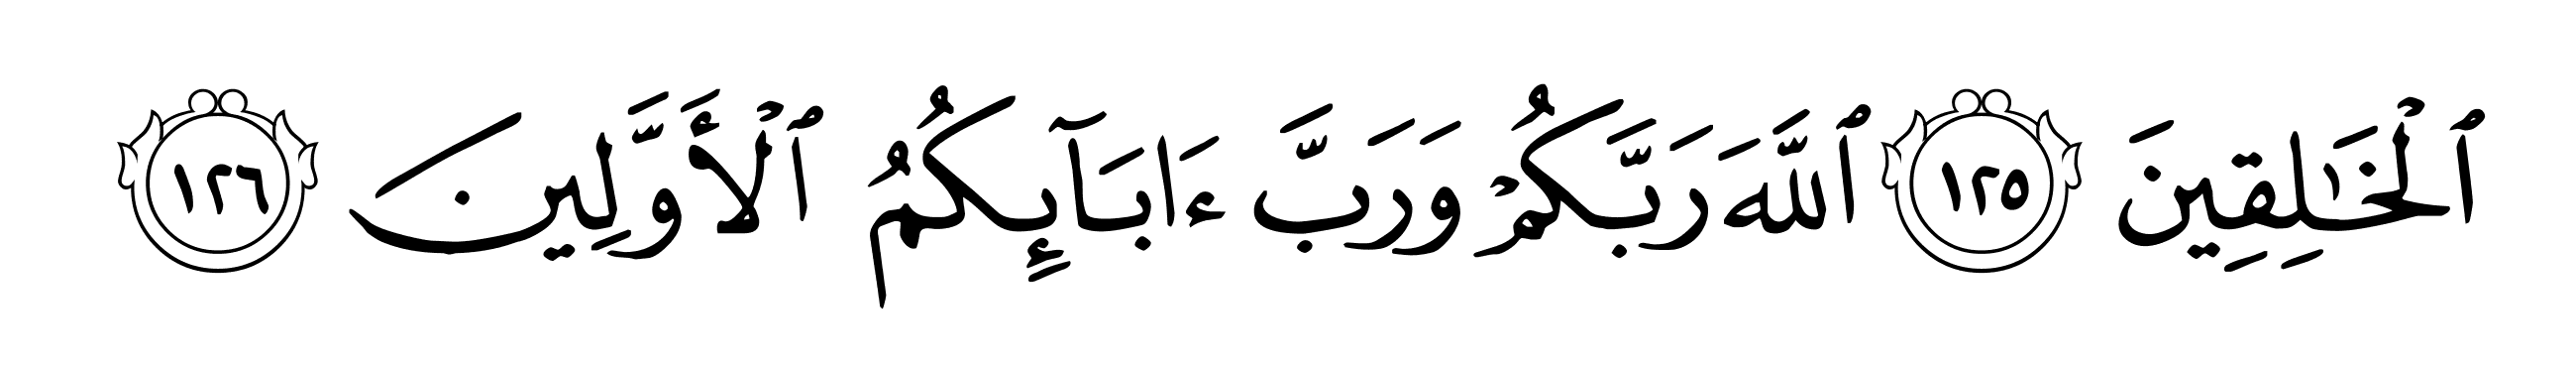 ٱلْخَٰلِقِينَ ١٢٥ ٱللَّهَ رَبَّكُمْ وَرَبَّ ءَابَآئِكُمُ ٱلْأَوَّلِينَ ١٢٦